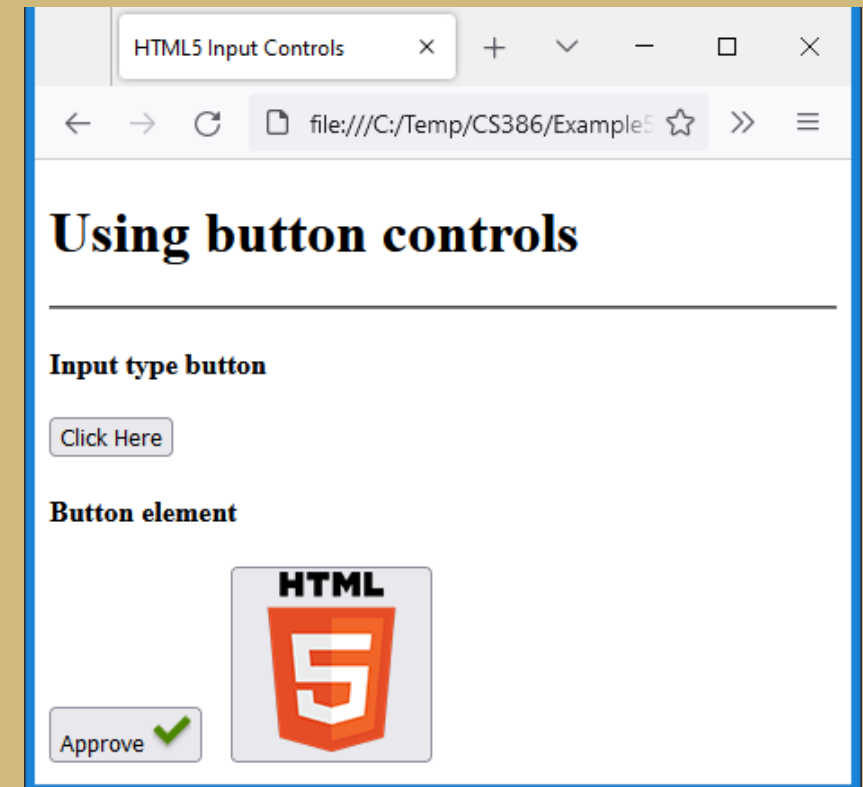 HTML5 Input Controls
file:///C:/Temp/CS386/Example5
Using button controls
Input type button
Click Here
Button element
HTML
5
Approve